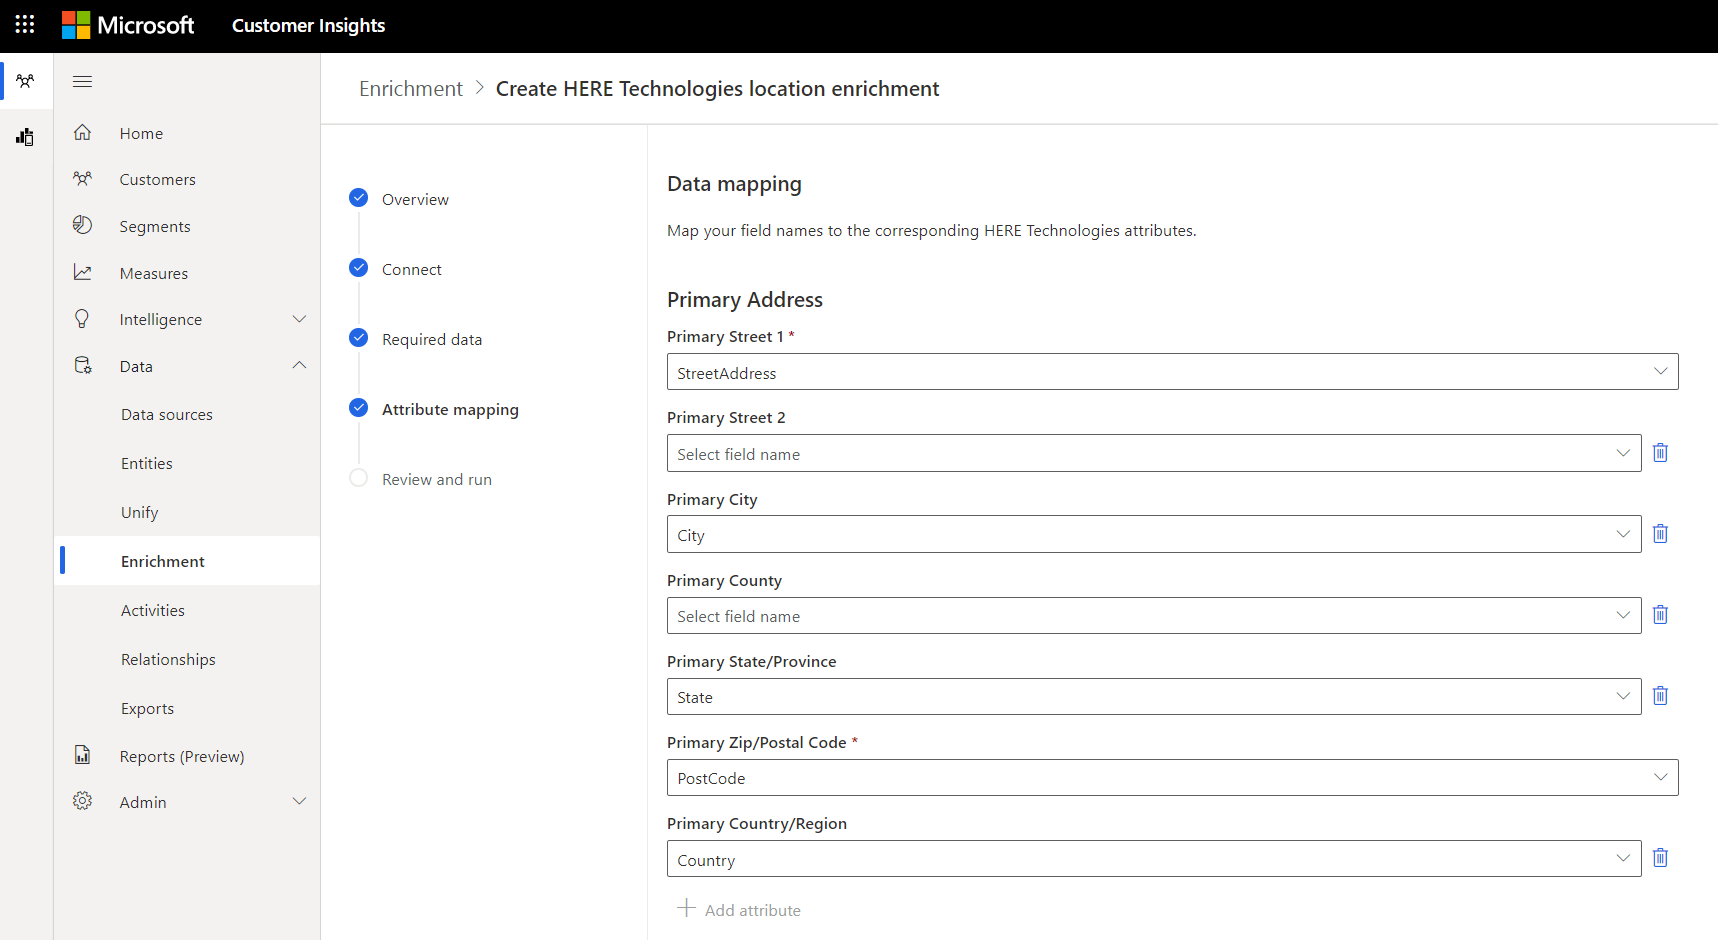 Microsoft
Customer Insights
Enrichment > Create HERE Technologies location enrichment
Home
Customers
Segments
Measures
Intelligence
Data
Data sources
Entities
Unify
Enrichment
Activities
Relationships
Exports
Reports (Preview)
Admin
Overview
Connect
Required data
Attribute mapping
Review and run
Data mapping
Map your field names to the corresponding HERE Technologies attributes.
Primary Address
Primary Street 1 *
StreetAddress
Primary Street 2
Select field name
Primary City
City
Primary County
Select field name
Primary State/Province
State
Primary Zip/Postal Code *
PostCode
Primary Country/Region
Country
Add attribute